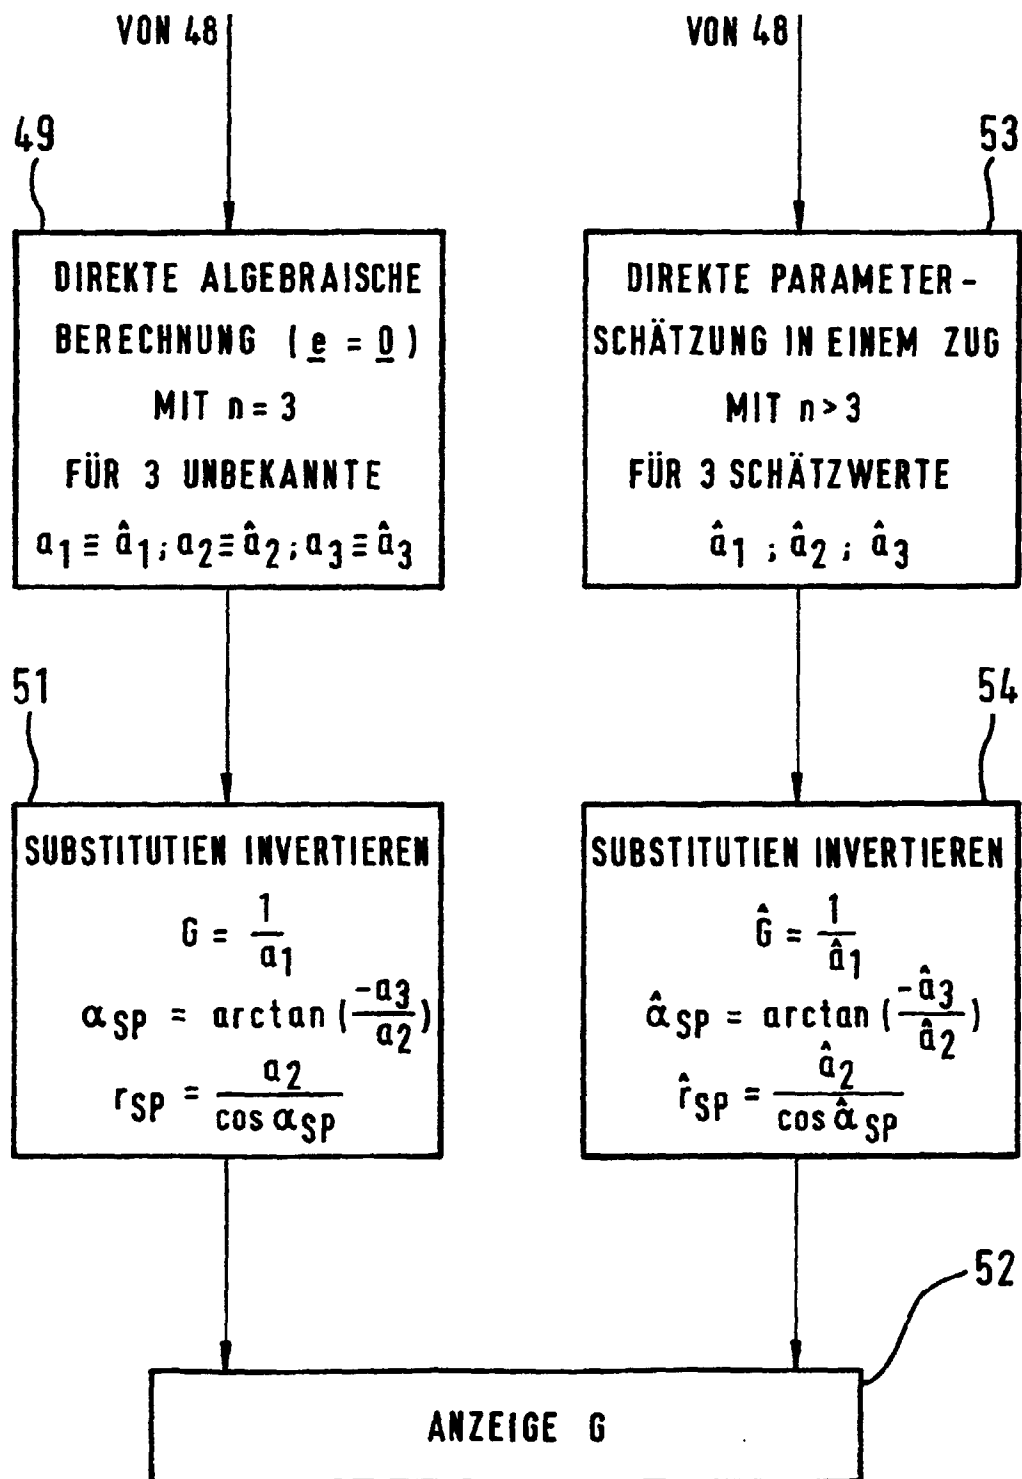 VON 48
49
DIREKTE ALGEBRAISCHE
BERECHNUNG (e = 0)
MIT n = 3
FÜR 3 UNBEKANNTE
a1 ≡ â1; a2 ≡ â2; a3 ≡ â3
51
SUBSTITUTIEN INVERTIEREN
G = 1/a1
αSP = arctan (-a3/a2)
rSP = a2/cos αSP
VON 48
53
DIREKTE PARAMETER-
SCHÄTZUNG IN EINEM ZUG
MIT n > 3
FÜR 3 SCHÄTZWERTE
â1 ; â2 ; â3
54
SUBSTITUTIEN INVERTIEREN
Ĝ = 1/â1
α̂SP = arctan (-â3/â2)
r̂SP = â2/cos α̂SP
52
ANZEIGE G